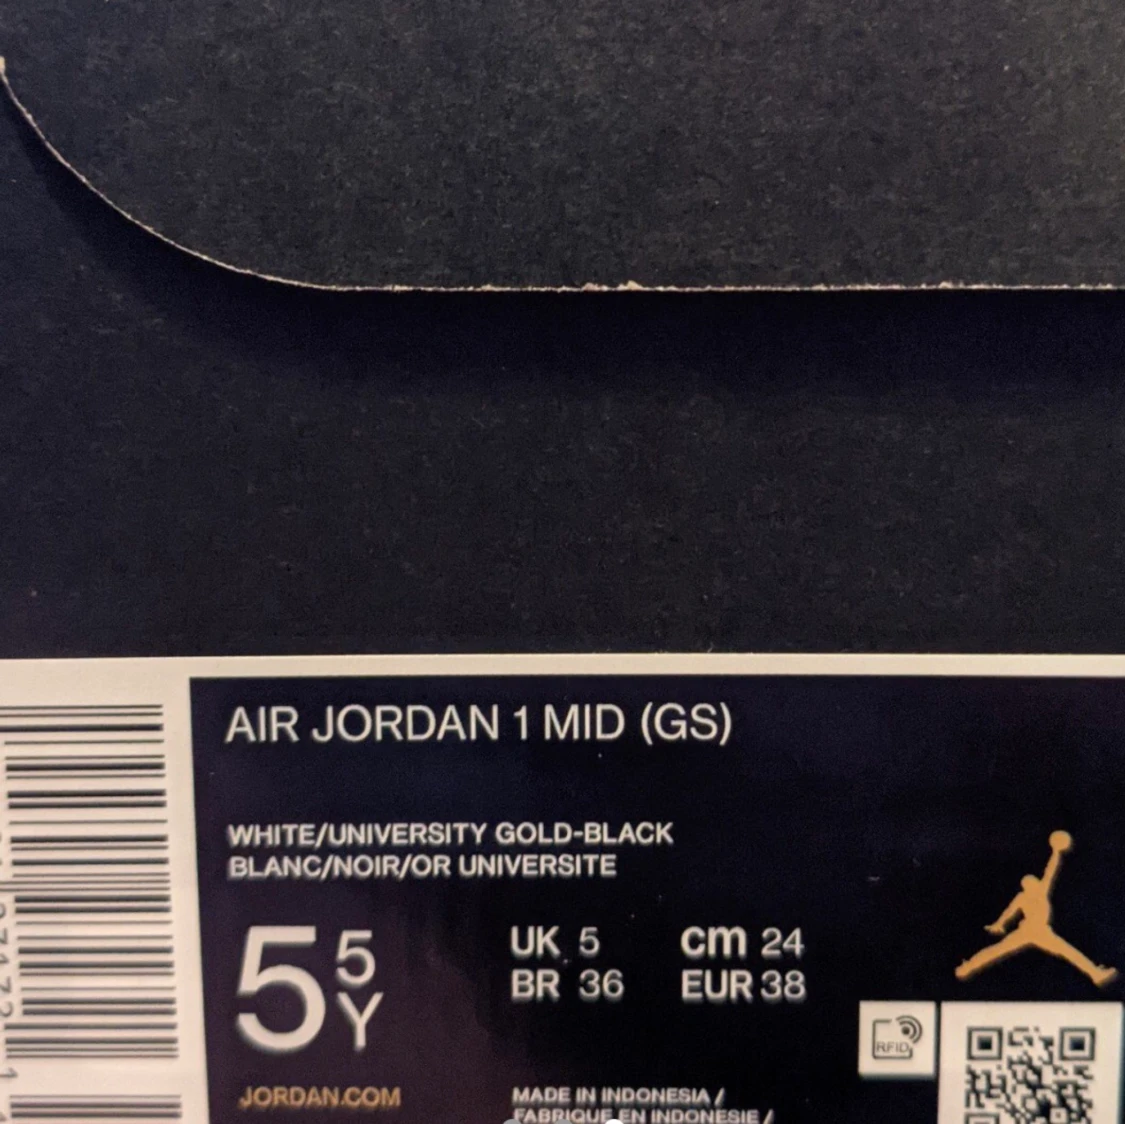 AIR JORDAN 1 MID (GS)
WHITE/UNIVERSITY GOLD-BLACK
BLANC/NOIR/OR UNIVERSITE
5 5 Y
UK 5 cm 24
BR 36 EUR 38
RFID
JORDAN.COM
MADE IN INDONESIA /
FABRIQUE EN INDONESIE /